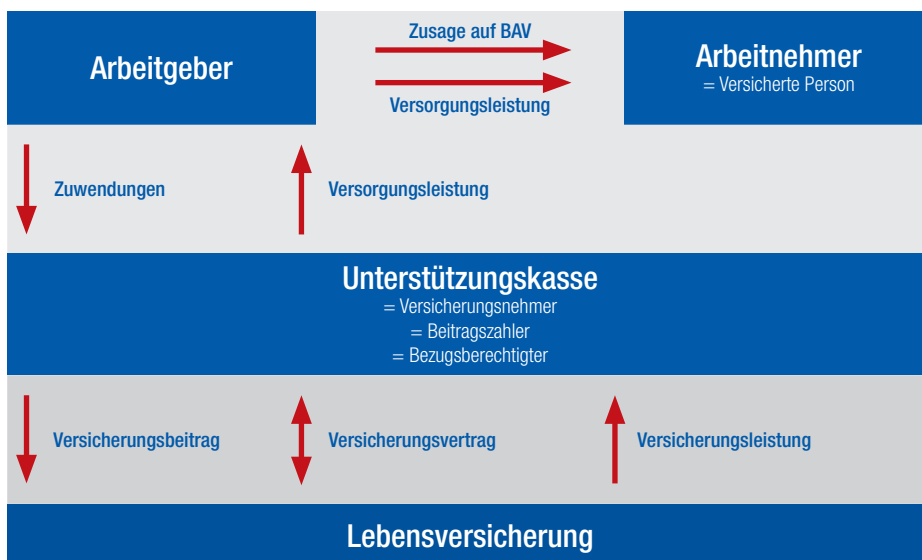 Arbeitgeber
Zusage auf BAV
Versorgungsleistung
Arbeitnehmer
= Versicherte Person
Zuwendungen
Versorgungsleistung
Unterstützungskasse
= Versicherungsnehmer
= Beitragszahler
= Bezugsberechtigter
Versicherungsbeitrag
Versicherungsvertrag
Versicherungsleistung
Lebensversicherung